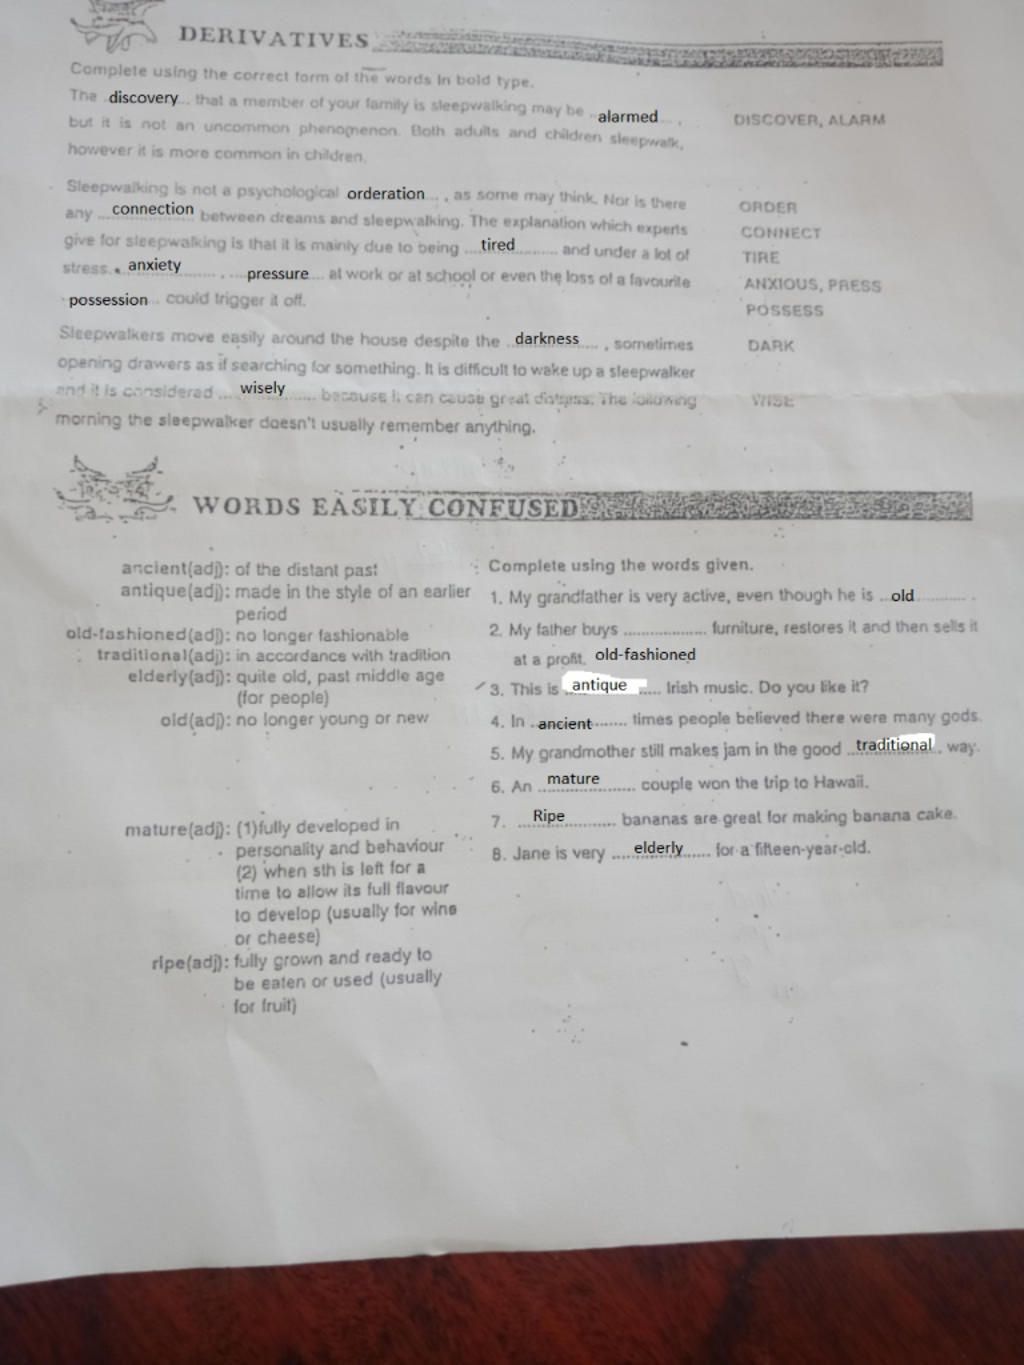 DERIVATIVES
Complete using the correct form of the words in bold type.
The discovery... that a member of your family is sleepwalking may be alarmed ... , DISCOVER, ALARM
but it is not an uncommon phenomenon. Both adults and children sleepwalk,
however it is more common in children.
Sleepwalking is not a psychological orderation ... , as some may think. Nor is there ORDER
any ... connection between dreams and sleepwalking. The explanation which experts CONNECT
give for sleepwalking is that it is mainly due to being ... tired ......... and under a lot of TIRE
stress. anxiety ......, ... pressure ... at work or at school or even the loss of a favourite ANXIOUS, PRESS
possession .. could trigger it off. POSSESS
Sleepwalkers move easily around the house despite the .. darkness ...., sometimes DARK
opening drawers as if searching for something. It is difficult to wake up a sleepwalker
and it is considered ... wisely ......... because it can cause great distress. The following WISE
morning the sleepwalker doesn't usually remember anything.
WORDS EASILY CONFUSED
ancient(adj): of the distant past
antique(adj): made in the style of an earlier
period
old-fashioned(adj): no longer fashionable
traditional(adj): in accordance with tradition
elderly(adj): quite old, past middle age
(for people)
old(adj): no longer young or new
mature(adj): (1)fully developed in
personality and behaviour
(2) when sth is left for a
time to allow its full flavour
to develop (usually for wine
or cheese)
ripe(adj): fully grown and ready to
be eaten or used (usually
for fruit)
Complete using the words given.
1. My grandfather is very active, even though he is ... old ............ .
2. My father buys .................... furniture, restores it and then sells it
at a profit. old-fashioned
3. This is antique ..... Irish music. Do you like it?
4. In .. ancient ........ times people believed there were many gods.
5. My grandmother still makes jam in the good ... traditional .. way.
6. An .. mature .......... couple won the trip to Hawaii.
7. ... Ripe ............ bananas are great for making banana cake.
8. Jane is very ..... elderly ....... for a fifteen-year-old.